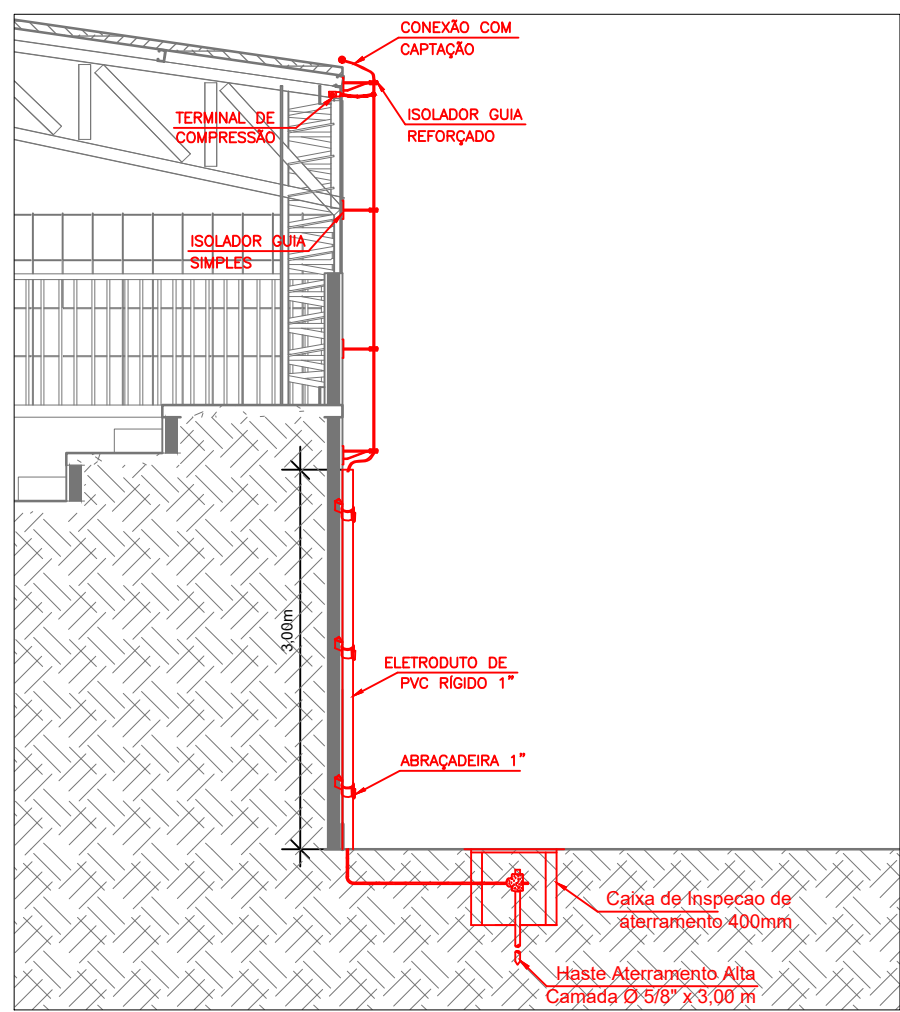 CONEXÃO COM
CAPTAÇÃO
TERMINAL DE
COMPRESSÃO
ISOLADOR GUIA
REFORÇADO
ISOLADOR GUIA
SIMPLES
3,00m
ELETRODUTO DE
PVC RÍGIDO 1"
ABRAÇADEIRA 1"
Caixa de Inspecao de
aterramento 400mm
Haste Aterramento Alta
Camada Ø 5/8" x 3,00 m